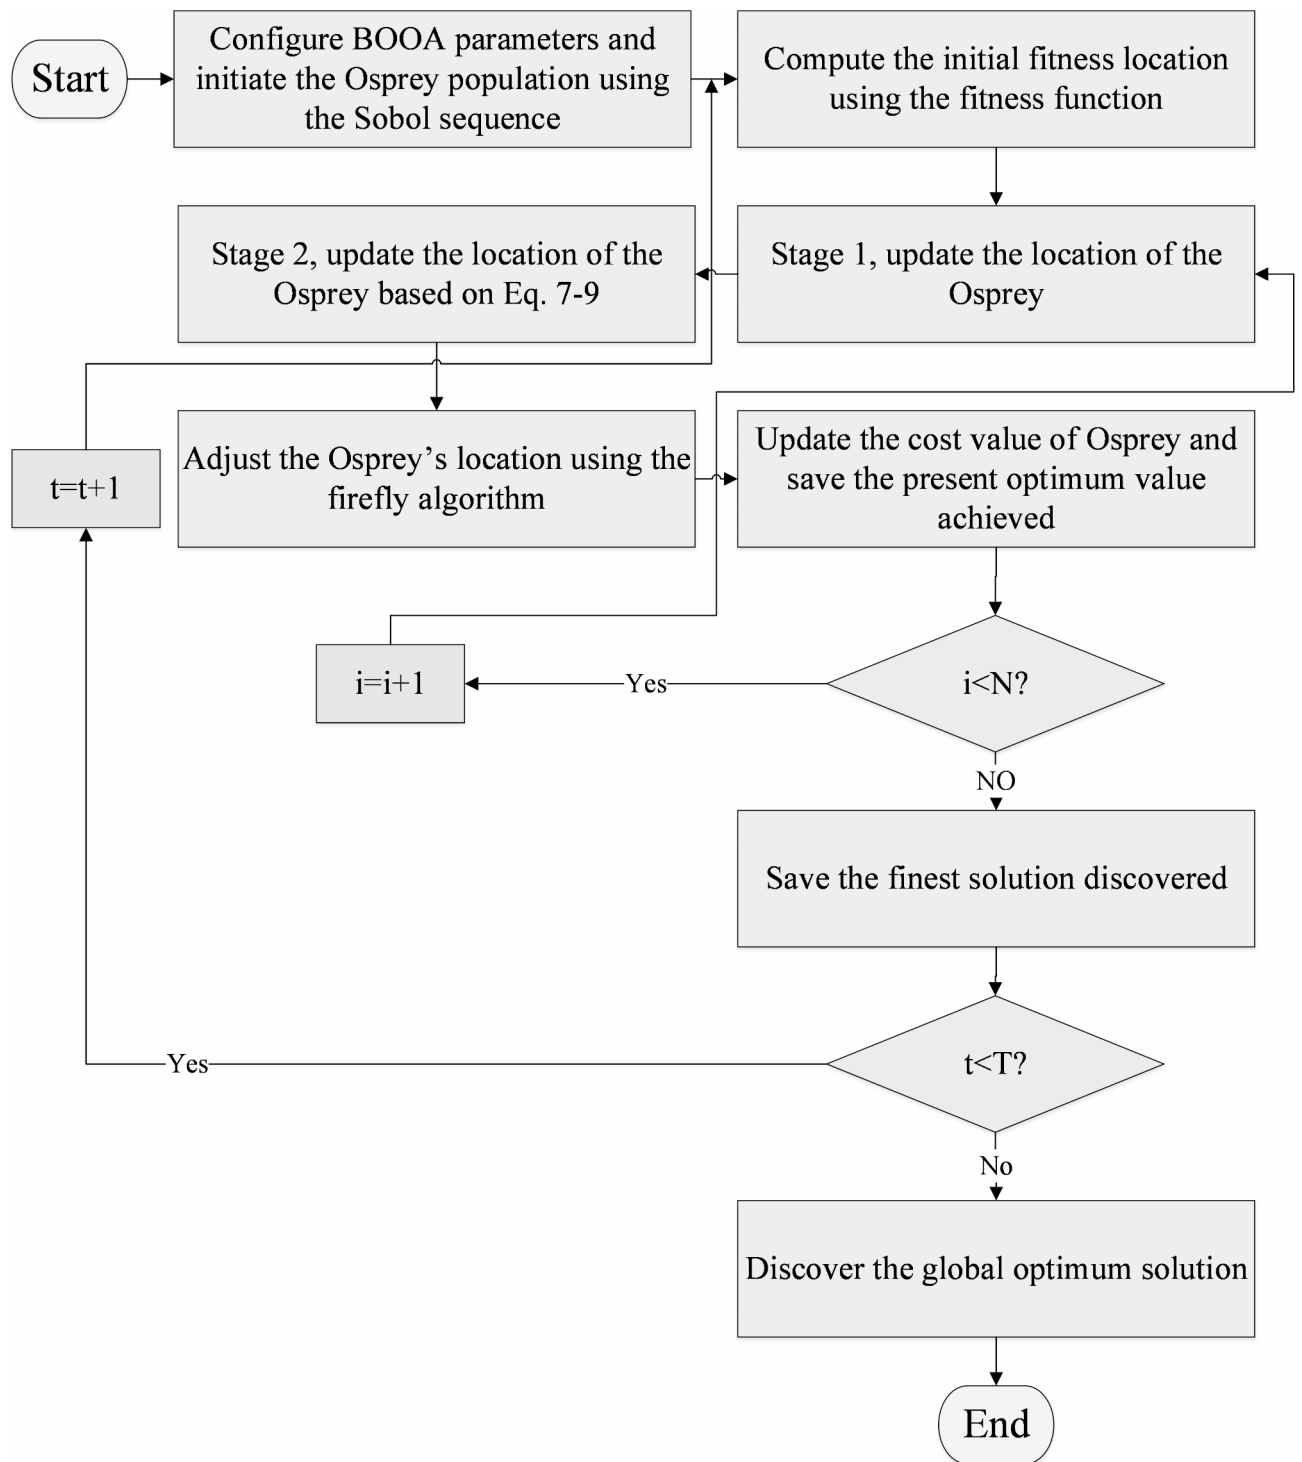 Start
Configure BOOA parameters and
initiate the Osprey population using
the Sobol sequence
Compute the initial fitness location
using the fitness function
Stage 2, update the location of the
Osprey based on Eq. 7-9
Stage 1, update the location of the
Osprey
t=t+1
Adjust the Osprey’s location using the
firefly algorithm
Update the cost value of Osprey and
save the present optimum value
achieved
i=i+1
Yes
i<N?
NO
Save the finest solution discovered
Yes
t<T?
No
Discover the global optimum solution
End